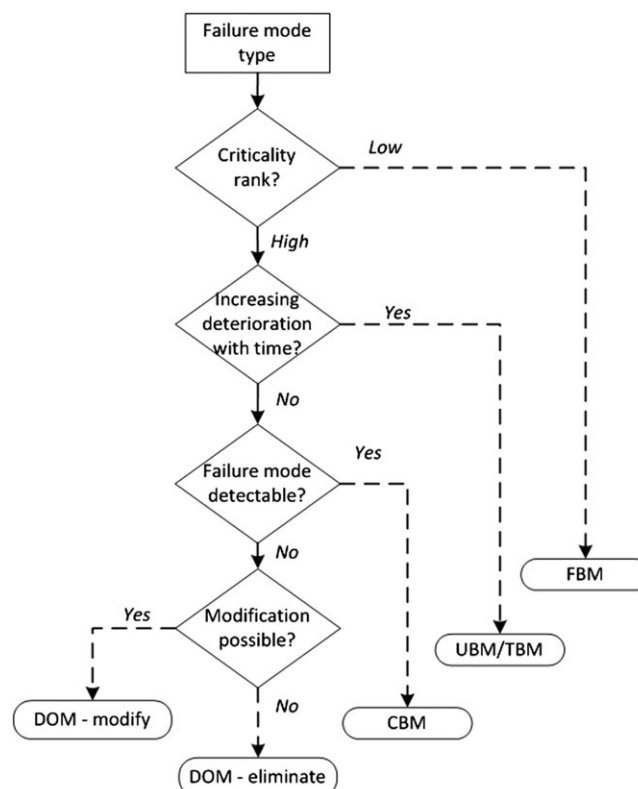 Failure mode
type
Criticality
rank?
Low
High
Increasing
deterioration
with time?
Yes
No
Failure mode
detectable?
Yes
No
FBM
Modification
possible?
Yes
UBM/TBM
No
DOM - modify
CBM
DOM - eliminate